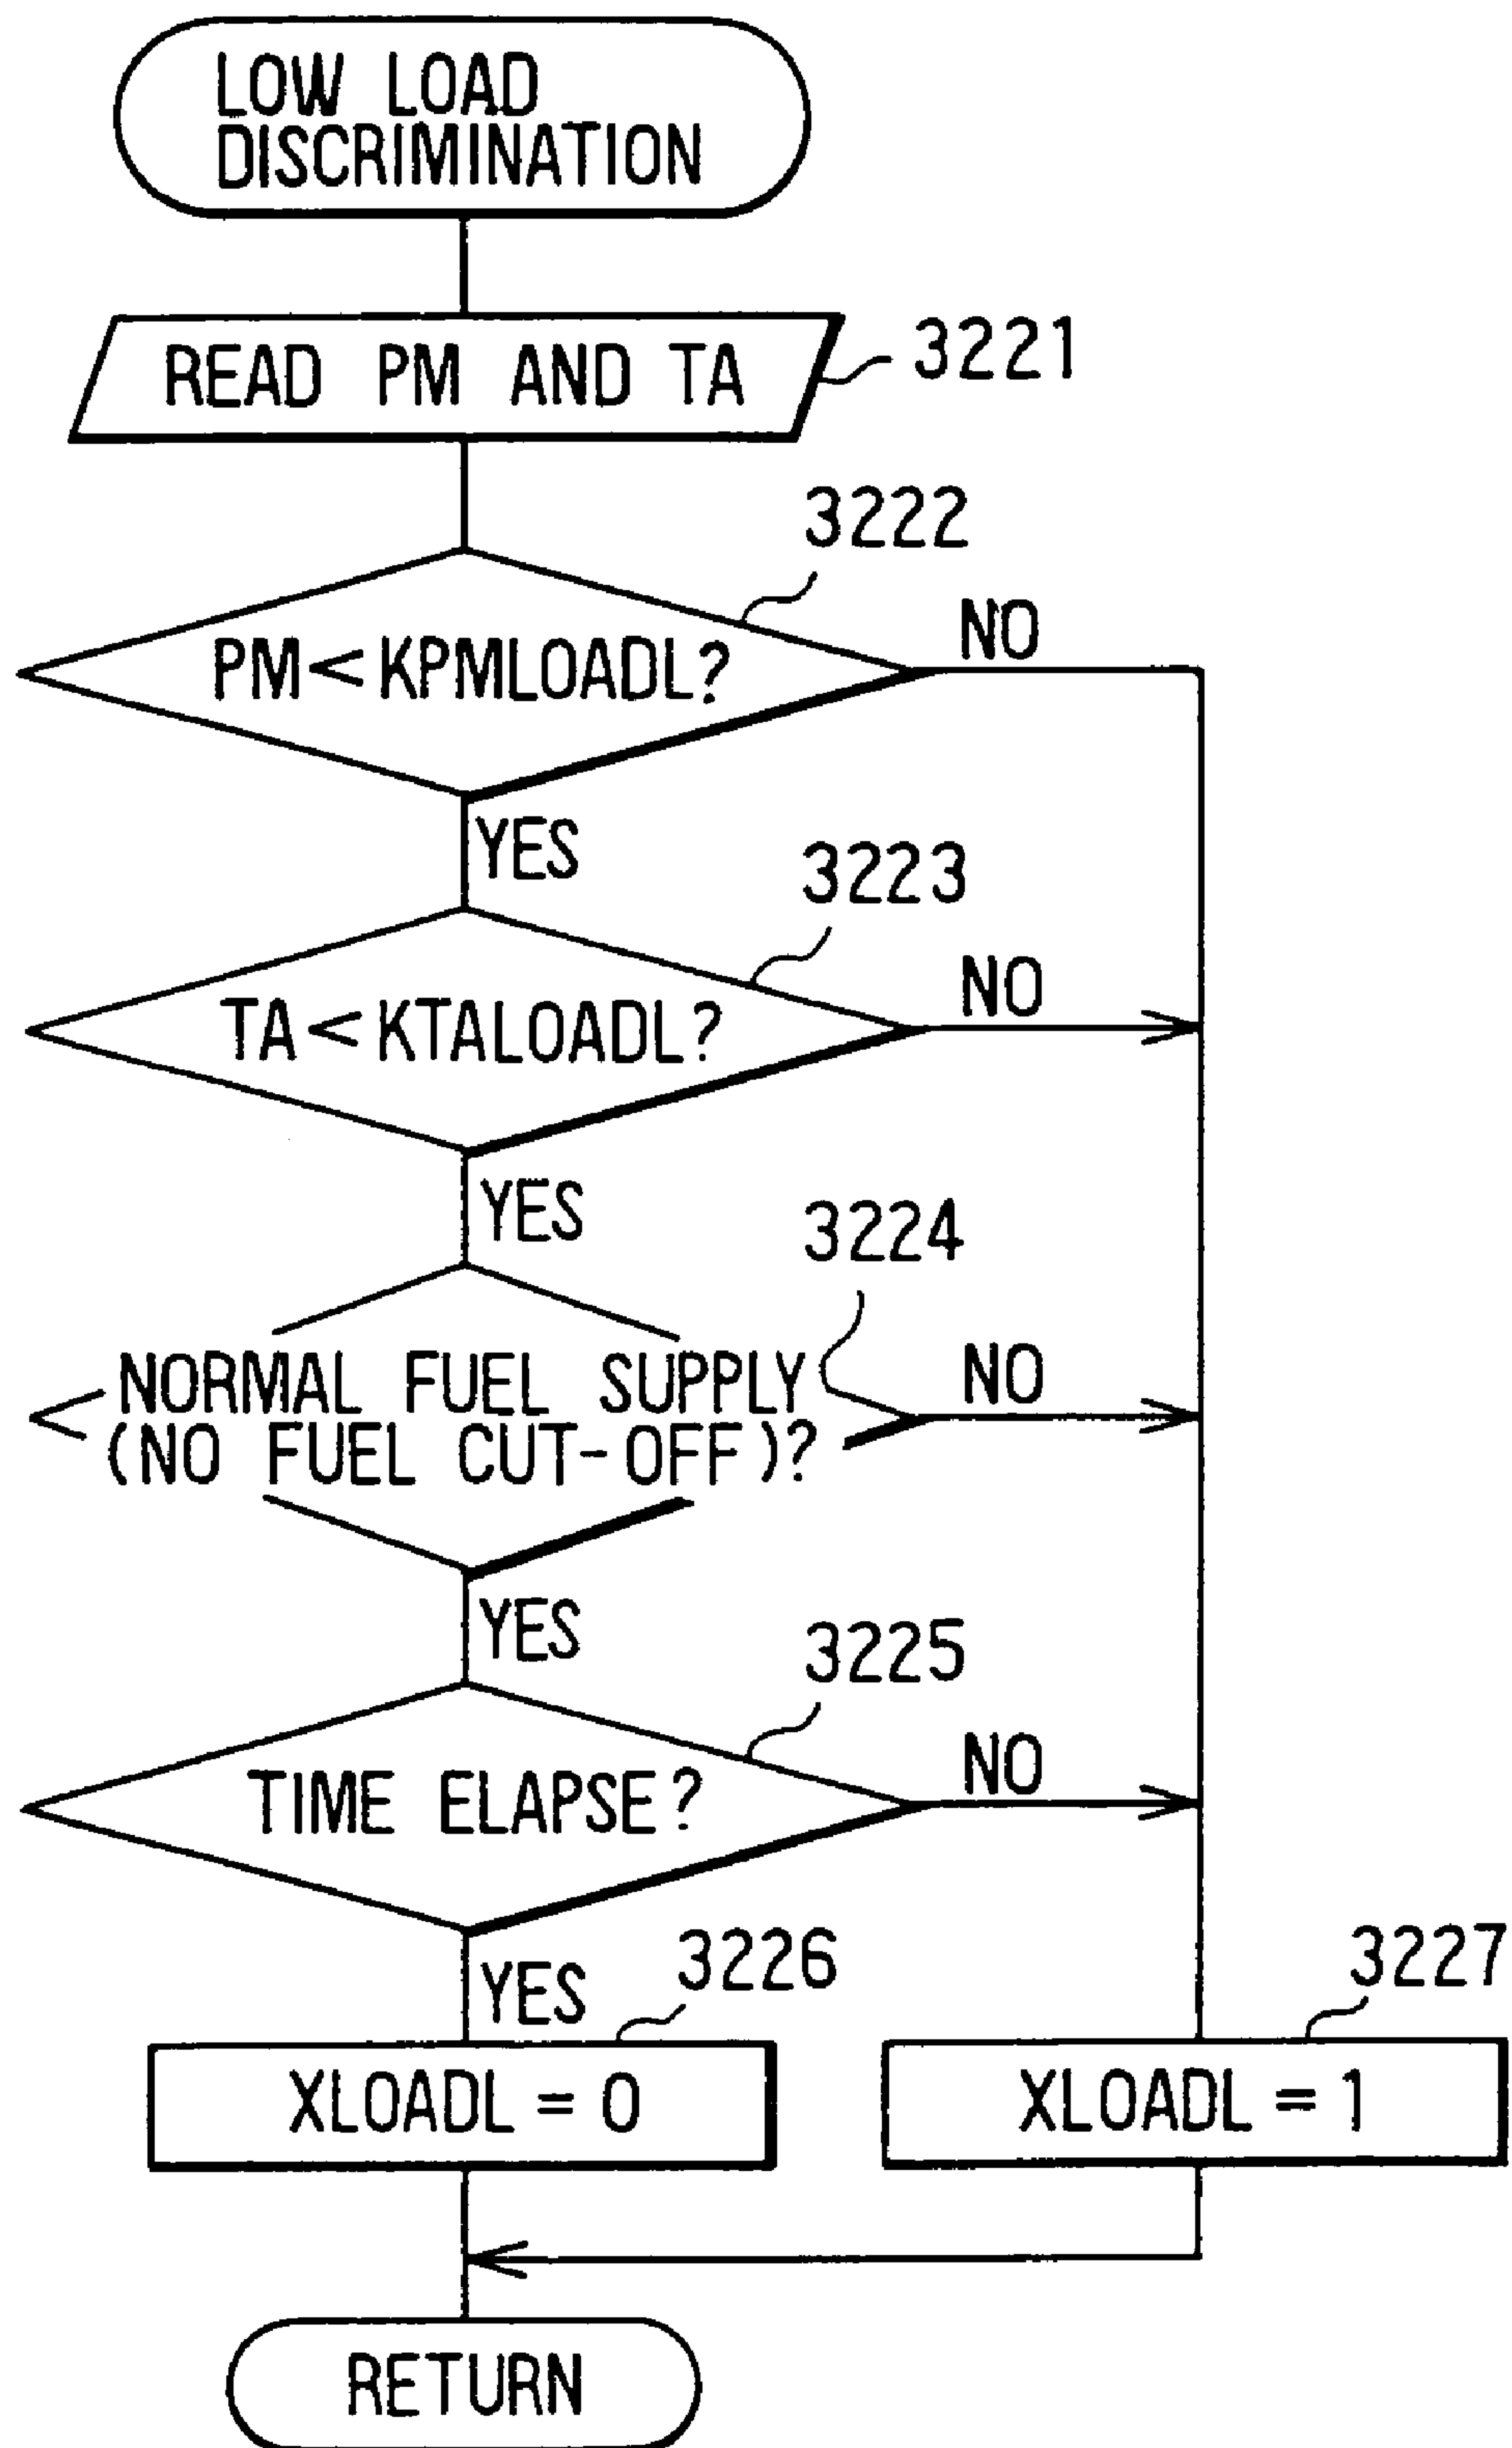 LOW LOAD
DISCRIMINATION
READ PM AND TA
3221
3222
PM<KPMLOADL?
NO
YES
3223
TA<KTALOADL?
NO
YES
3224
NORMAL FUEL SUPPLY
(NO FUEL CUT-OFF)?
NO
YES
3225
TIME ELAPSE?
NO
YES
3226
3227
XLOADL = 0
XLOADL = 1
RETURN